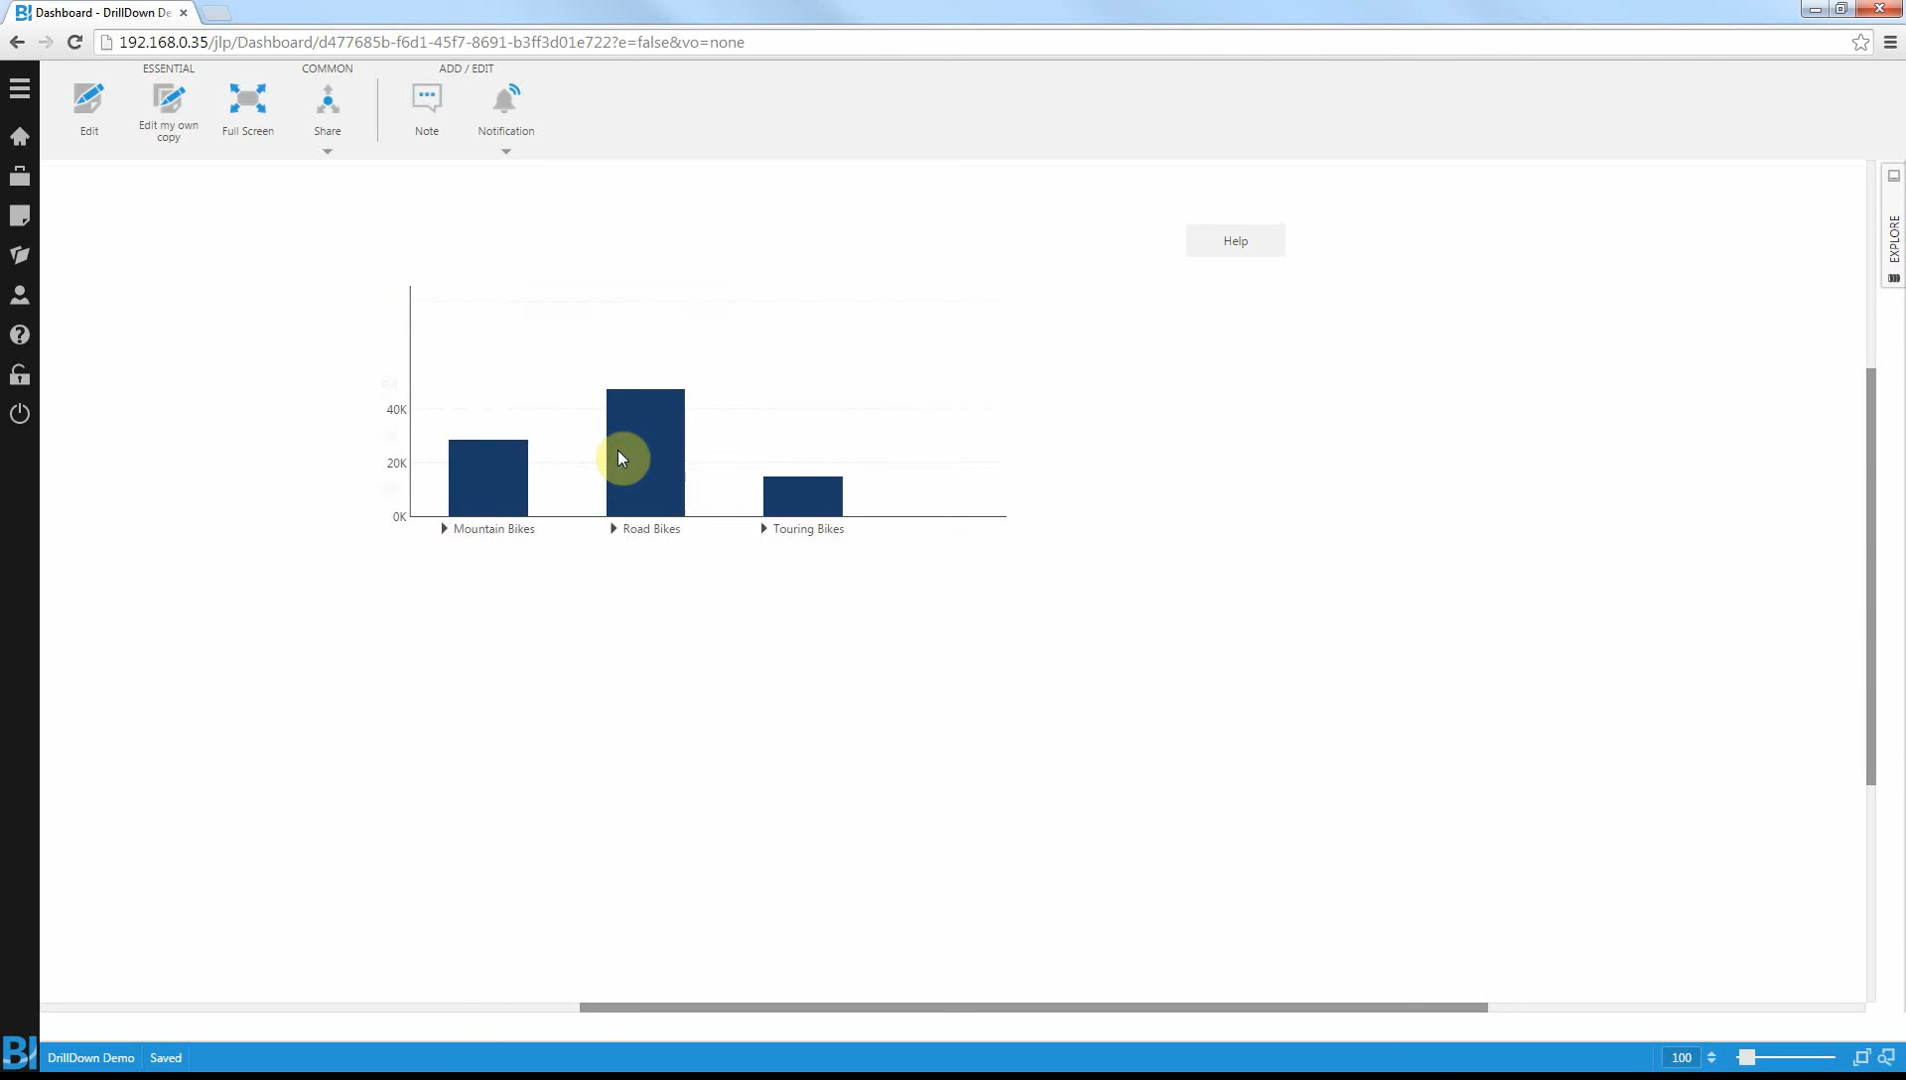 Dashboard - DrillDown De
192.168.0.35/jlp/Dashboard/d477685b-f6d1-45f7-8691-b3ff3d01e722?e=false&vo=none
ESSENTIAL COMMON ADD / EDIT
Edit
Edit my own
copy
Full Screen
Share
Note
Notification
Help
EXPLORE
40K
20K
0K
Mountain Bikes Road Bikes Touring Bikes
BI DrillDown Demo Saved 100